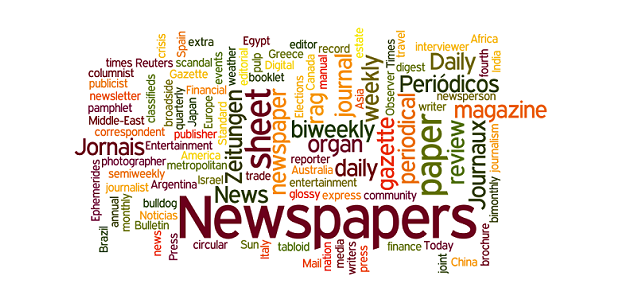 crisis
Spain
extra
Egypt
editor
estate
travel
Africa
times
Reuters
scandal
events
weather
editorial
pulp
Greece
record
Times
interviewer
India
columnist
Gazette
Digital
Canada
manual
journal
weekly
Observer
digest
Daily
fourth
publicist
classifieds
broadside
Financial
booklet
Elections
rag
Asia
Periódicos
newsletter
quarterly
Japan
Europe
Standard
Zeitungen
sheet
newspaper
periodical
writer
newsperson
pamphlet
magazine
Middle-East
publisher
biweekly
gazette
paper
review
Journaux
journalism
correspondent
Jornais
Entertainment
organ
America
photographer
metropolitan
reporter
daily
semiweekly
trade
Australia
Ephemerides
journalist
Argentina
Israel
entertainment
News
glossy
express
community
bimonthly
annual
monthly
bulldog
Newspapers
Noticias
Bulletin
Brazil
news
Press
circular
Sun
Italy
tabloid
Mail
nation
media
writers
press
finance
Today
joint
China
brochure